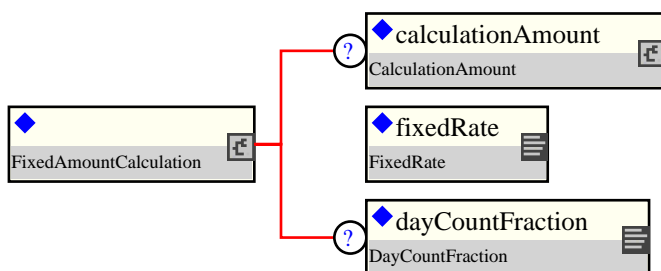 ?
calculationAmount
CalculationAmount
FixedAmountCalculation
fixedRate
FixedRate
?
dayCountFraction
DayCountFraction